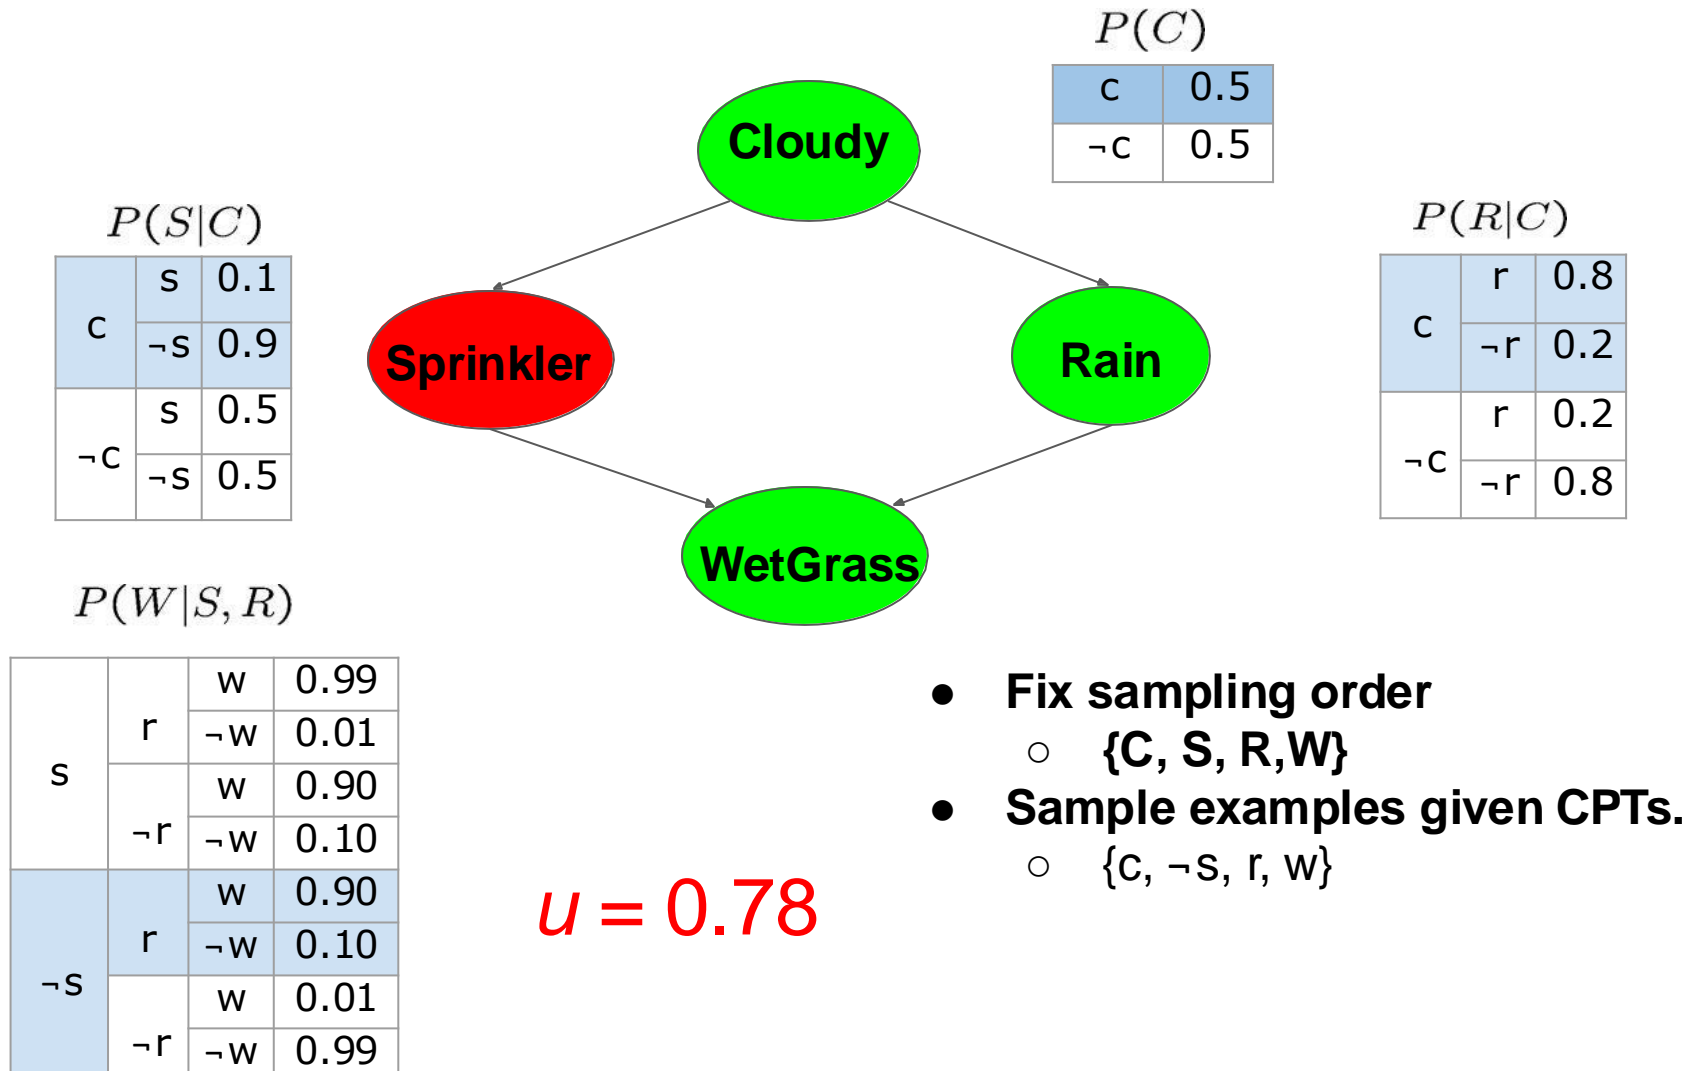 P(C)
c 0.5
¬c 0.5
Cloudy
P(S|C)
c s 0.1
¬s 0.9
¬c s 0.5
¬s 0.5
P(R|C)
c r 0.8
¬r 0.2
¬c r 0.2
¬r 0.8
Sprinkler
Rain
WetGrass
P(W|S, R)
s r w 0.99
¬w 0.01
¬r w 0.90
¬w 0.10
¬s r w 0.90
¬w 0.10
¬r w 0.01
¬w 0.99
u = 0.78
● Fix sampling order
○ {C, S, R,W}
● Sample examples given CPTs.
○ {c, ¬s, r, w}